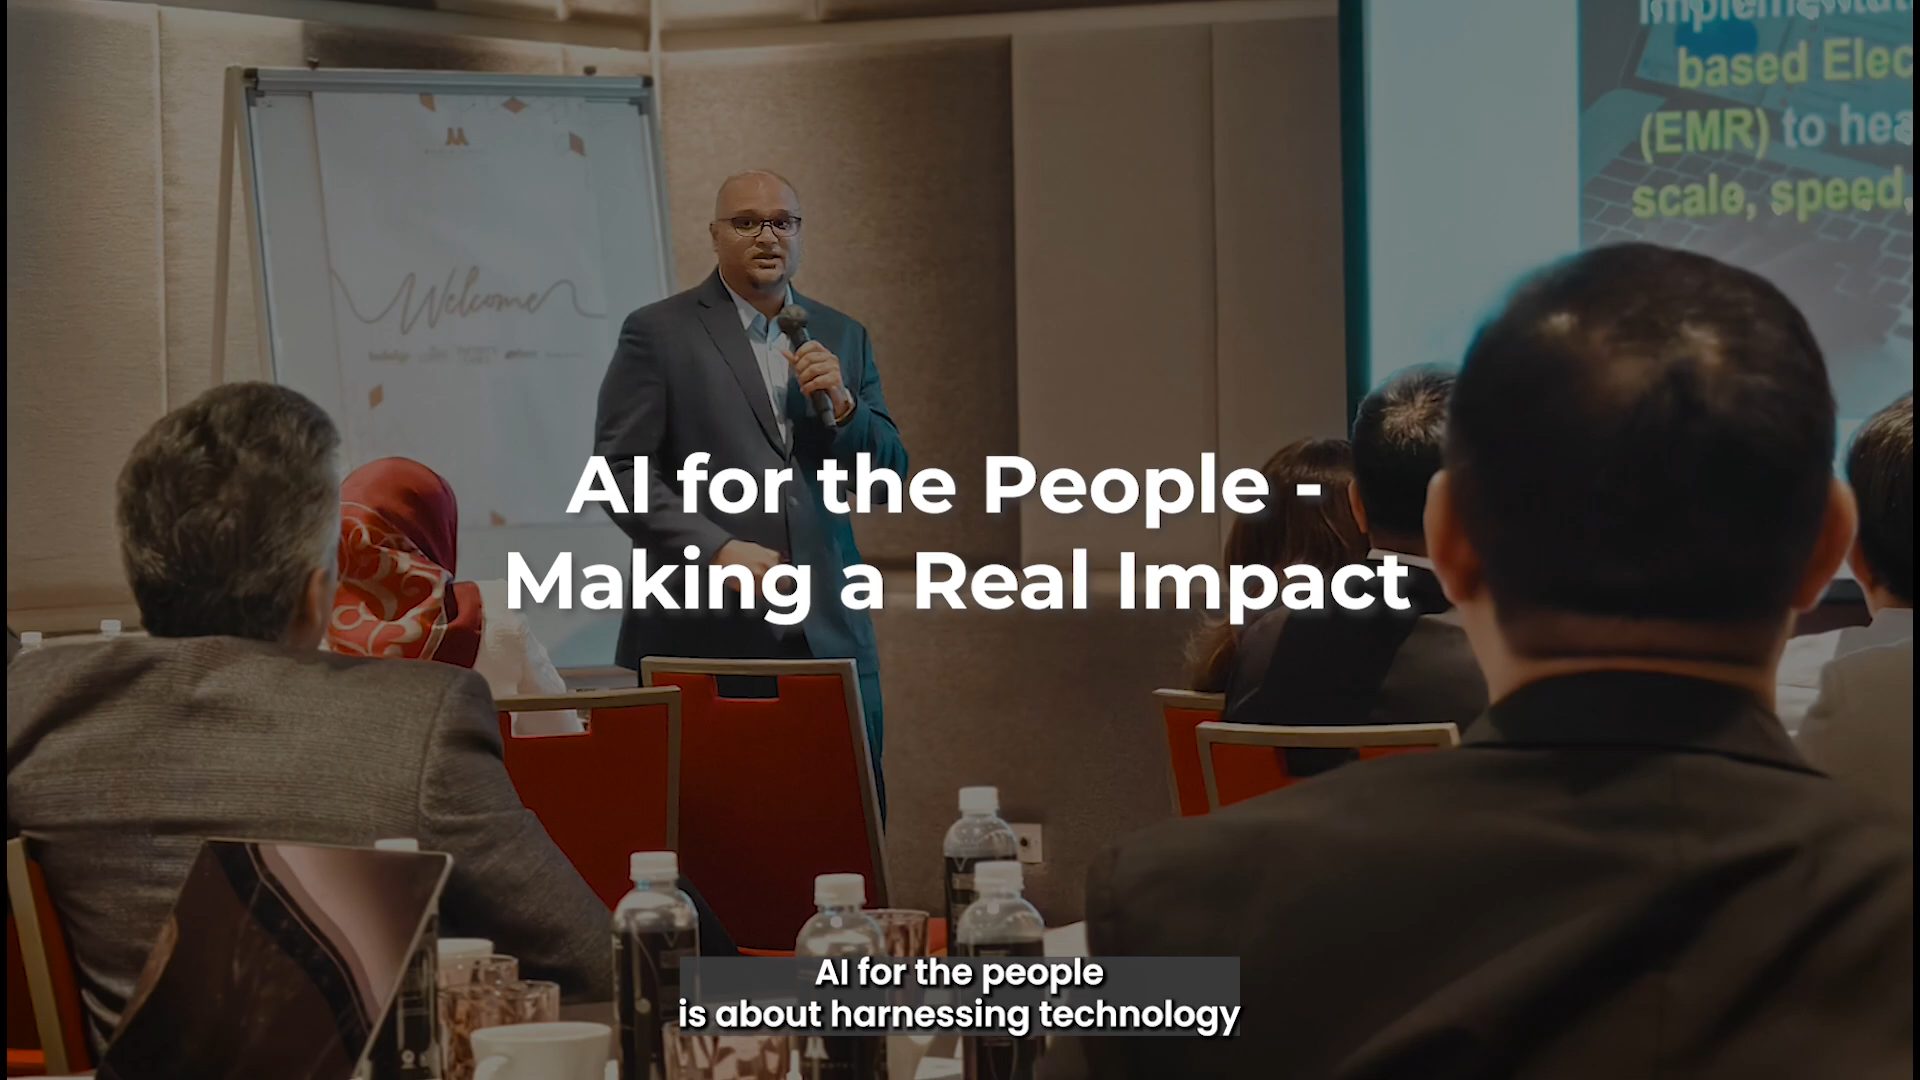 based Elec
(EMR) to hea
scale, speed,
Welcome
AI for the People -
Making a Real Impact
AI for the people
is about harnessing technology